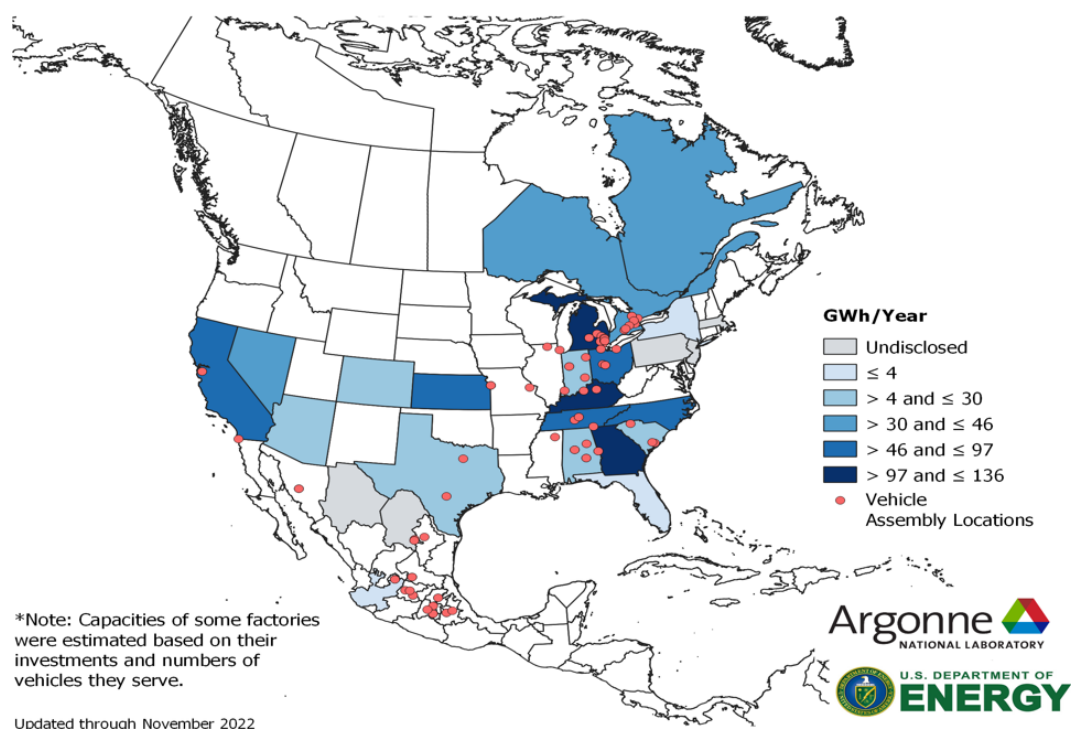 GWh/Year
Undisclosed
≤ 4
> 4 and ≤ 30
> 30 and ≤ 46
> 46 and ≤ 97
> 97 and ≤ 136
Vehicle
Assembly Locations
*Note: Capacities of some factories
were estimated based on their
investments and numbers of
vehicles they serve.
Updated through November 2022
Argonne
NATIONAL LABORATORY
U.S. DEPARTMENT OF
ENERGY